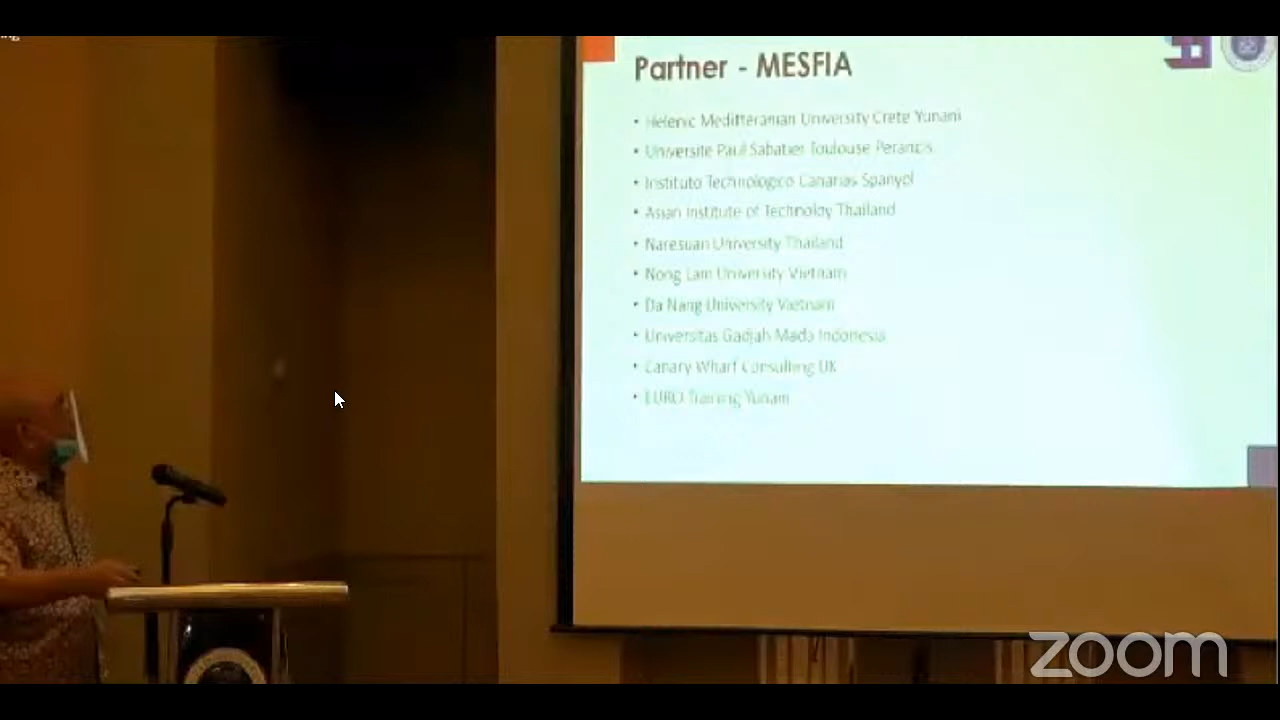 Partner - MESFIA
• Helenic Mediterranian University Crete Yunani
• Universite Paul Sabatier Toulouse Perancis
• Instituto Technologico Canarias Spanyol
• Asian Institute of Technoloy Thailand
• Naresuan University Thailand
• Nong Lam University Vietnam
• Da Nang University Vietnam
• Universitas Gadjah Mada Indonesia
• Canary Wharf Consulting UK
• EURO Training Yunani
zoom